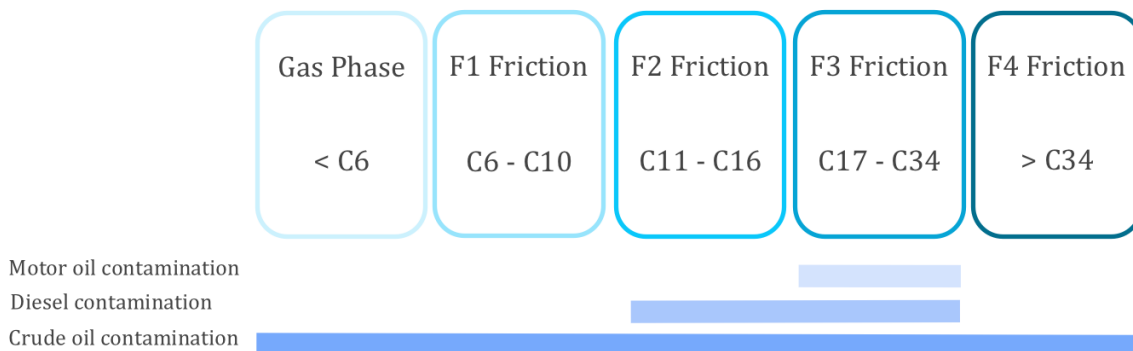 Gas Phase
F1 Friction
F2 Friction
F3 Friction
F4 Friction
< C6
C6 - C10
C11 - C16
C17 - C34
> C34
Motor oil contamination
Diesel contamination
Crude oil contamination